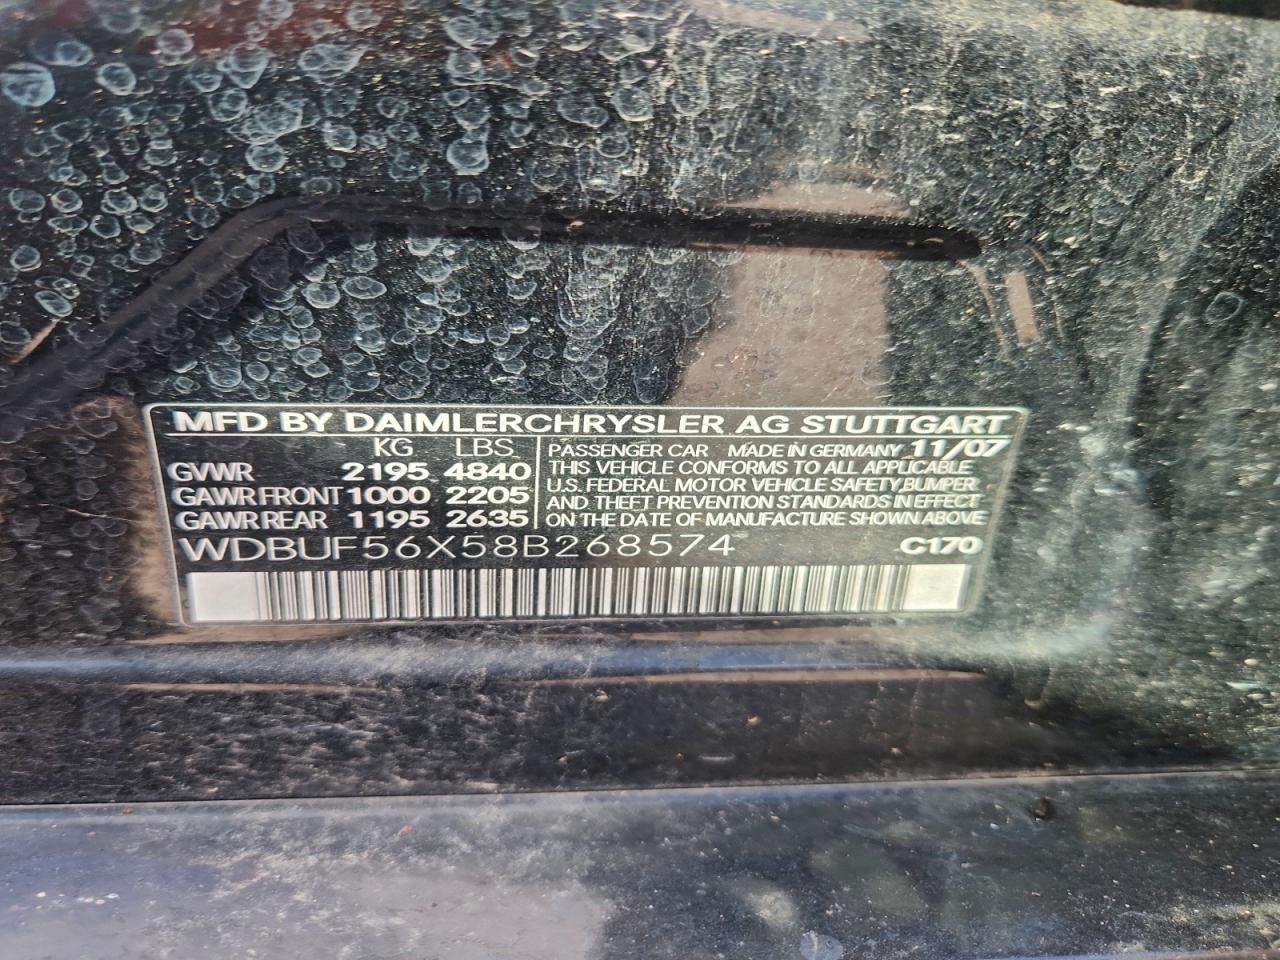 MFD BY DAIMLERCHRYSLER AG STUTTGART
KG LBS
GVWR 2195 4840
GAWR FRONT 1000 2205
GAWR REAR 1195 2635
PASSENGER CAR MADE IN GERMANY 11/07
THIS VEHICLE CONFORMS TO ALL APPLICABLE
U.S. FEDERAL MOTOR VEHICLE SAFETY,BUMPER
AND THEFT PREVENTION STANDARDS IN EFFECT
ON THE DATE OF MANUFACTURE SHOWN ABOVE
WDBUF56X58B268574 C170